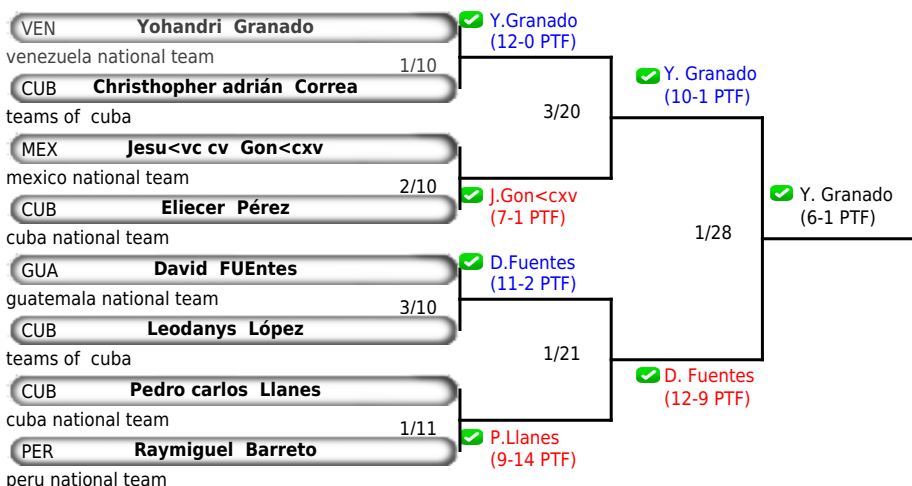 VEN Yohandri Granado
venezuela national team
1/10
CUB Christhopher adrián Correa
teams of cuba
MEX Jesu<vc cv Gon<cxv
mexico national team
2/10
CUB Eliecer Pérez
cuba national team
GUA David FUEntes
guatemala national team
3/10
CUB Leodanys López
teams of cuba
CUB Pedro carlos Llanes
cuba national team
1/11
PER Raymiguel Barreto
peru national team
Y.Granado
(12-0 PTF)
3/20
J.Gon<cxv
(7-1 PTF)
D.Fuentes
(11-2 PTF)
1/21
P.Llanes
(9-14 PTF)
Y. Granado
(10-1 PTF)
1/28
D. Fuentes
(12-9 PTF)
Y. Granado
(6-1 PTF)